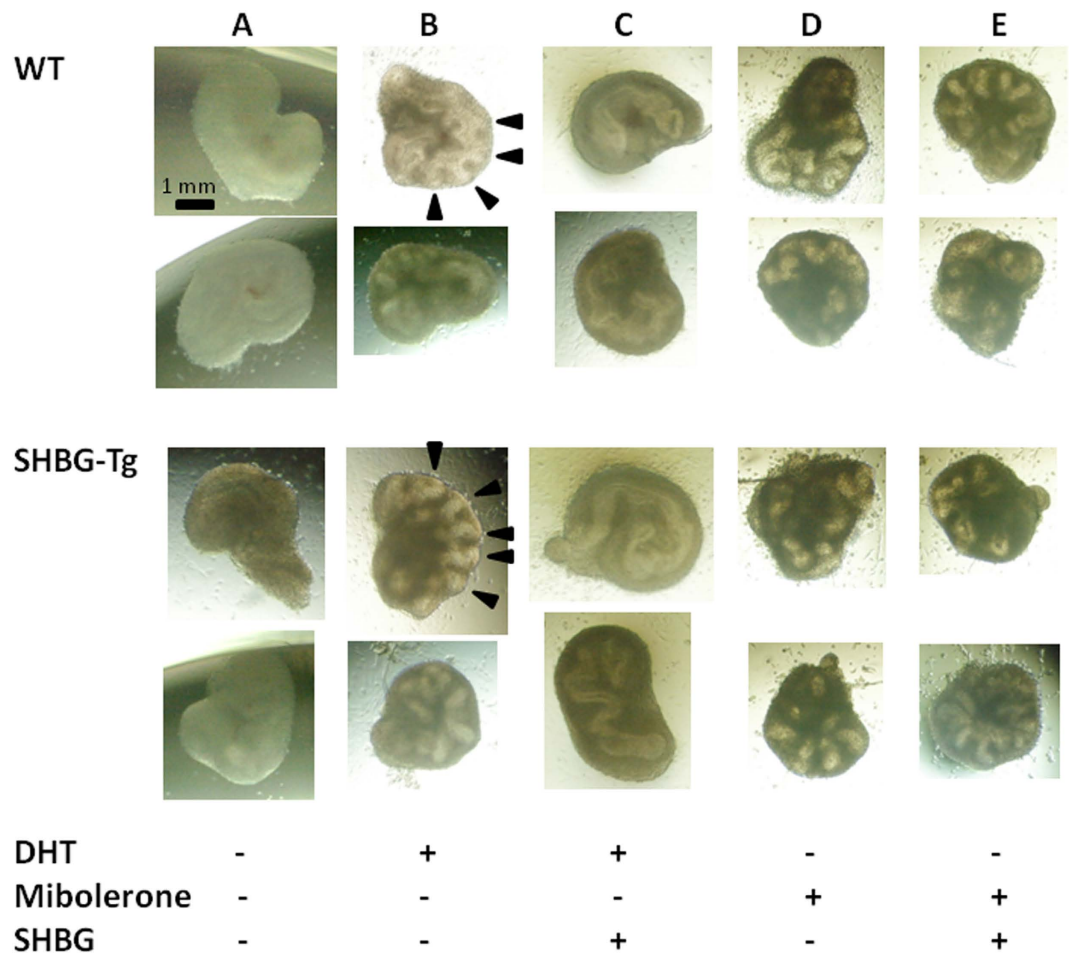 A B C D E
WT
1 mm
SHBG-Tg
DHT - + + - -
Mibolerone - - - + +
SHBG - - + - +